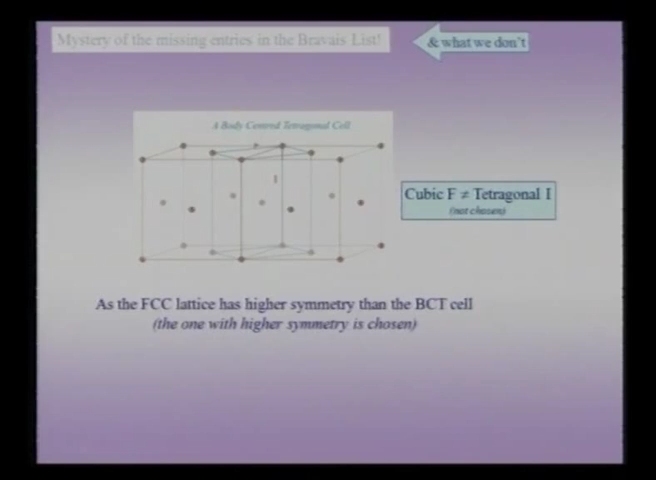 Mystery of the missing entries in the Bravais List!
& what we don't
A Body Centred Tetragonal Cell
I
Cubic F ≠ Tetragonal I
(not chosen)
As the FCC lattice has higher symmetry than the BCT cell
(the one with higher symmetry is chosen)